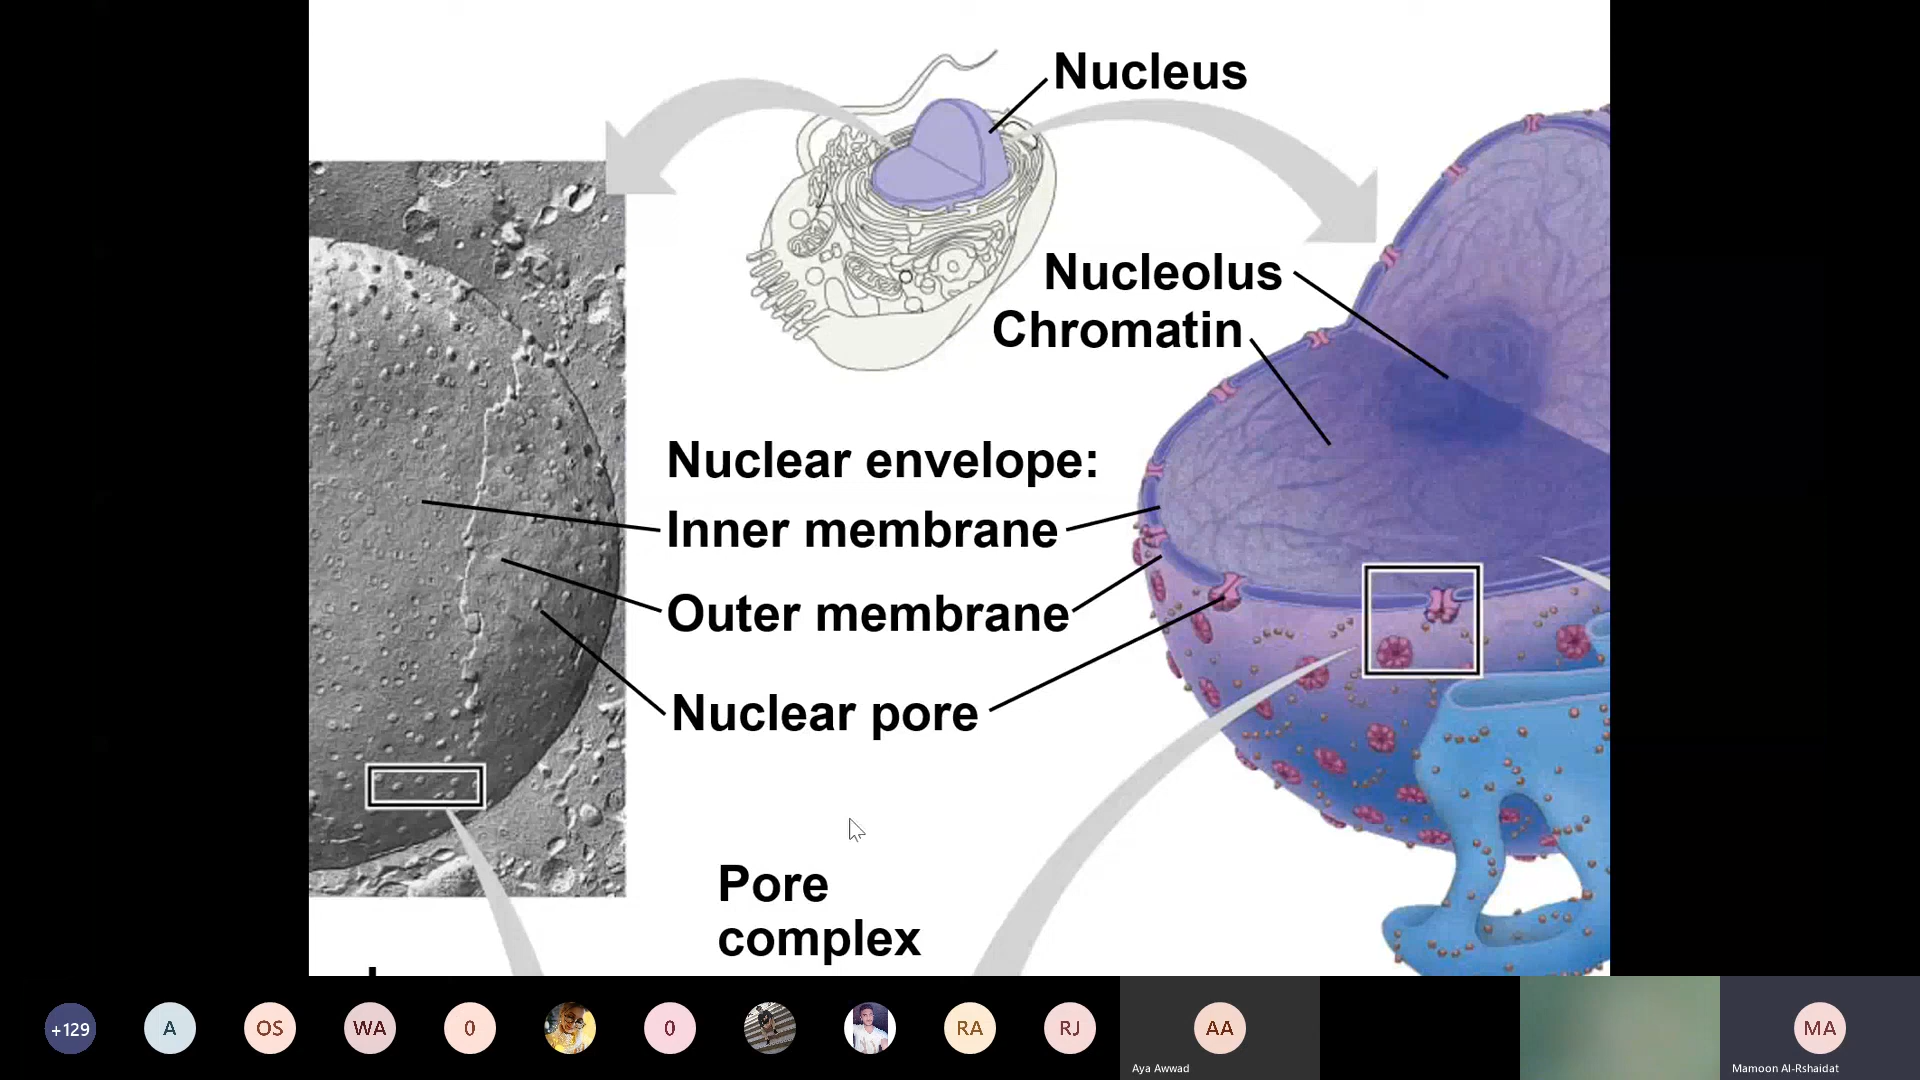 Nucleus
Nucleolus
Chromatin
Nuclear envelope:
Inner membrane
Outer membrane
Nuclear pore
Pore
complex
+129
A
OS
WA
0
0
RA
RJ
AA
MA
Aya Awwad
Mamoon Al-Rshaidat